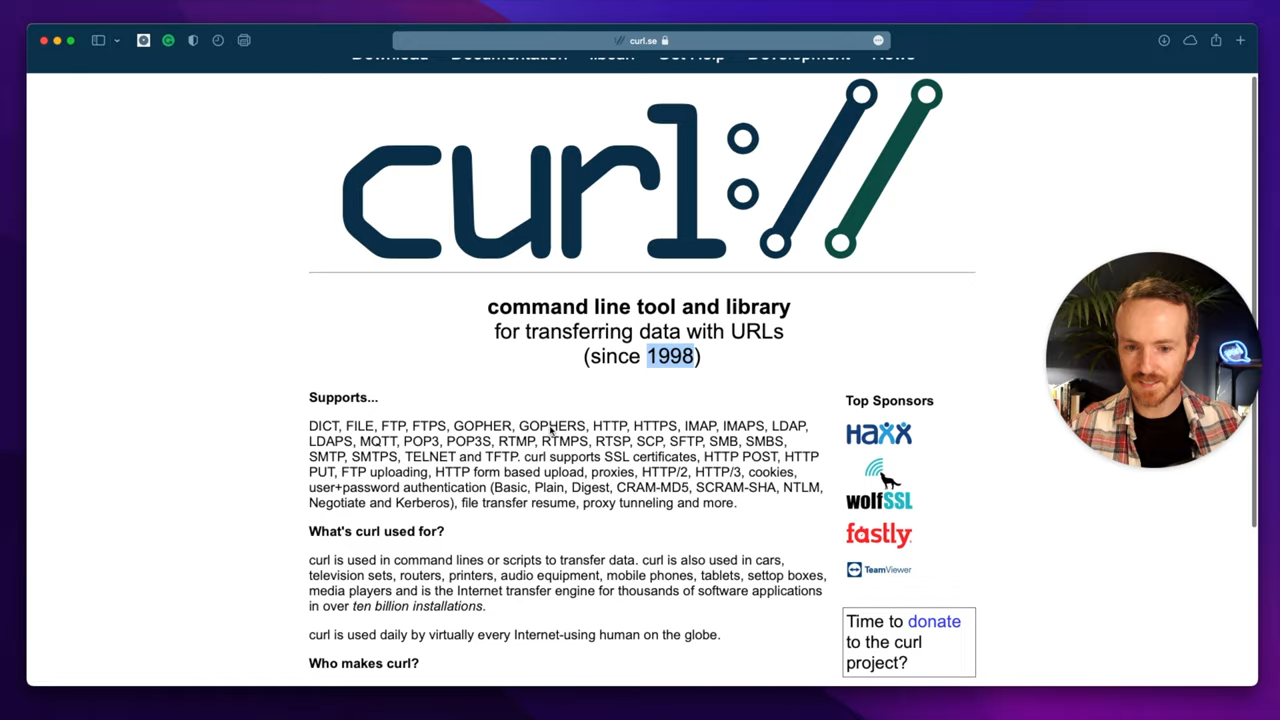 curl.se
Download Documentation libcurl Get Help Development News
curl://
command line tool and library
for transferring data with URLs
(since 1998)
Supports...
DICT, FILE, FTP, FTPS, GOPHER, GOPHERS, HTTP, HTTPS, IMAP, IMAPS, LDAP,
LDAPS, MQTT, POP3, POP3S, RTMP, RTMPS, RTSP, SCP, SFTP, SMB, SMBS,
SMTP, SMTPS, TELNET and TFTP. curl supports SSL certificates, HTTP POST, HTTP
PUT, FTP uploading, HTTP form based upload, proxies, HTTP/2, HTTP/3, cookies,
user+password authentication (Basic, Plain, Digest, CRAM-MD5, SCRAM-SHA, NTLM,
Negotiate and Kerberos), file transfer resume, proxy tunneling and more.
What's curl used for?
curl is used in command lines or scripts to transfer data. curl is also used in cars,
television sets, routers, printers, audio equipment, mobile phones, tablets, settop boxes,
media players and is the Internet transfer engine for thousands of software applications
in over ten billion installations.
curl is used daily by virtually every Internet-using human on the globe.
Who makes curl?
Top Sponsors
HAXX
wolfSSL
fastly
TeamViewer
Time to donate
to the curl
project?